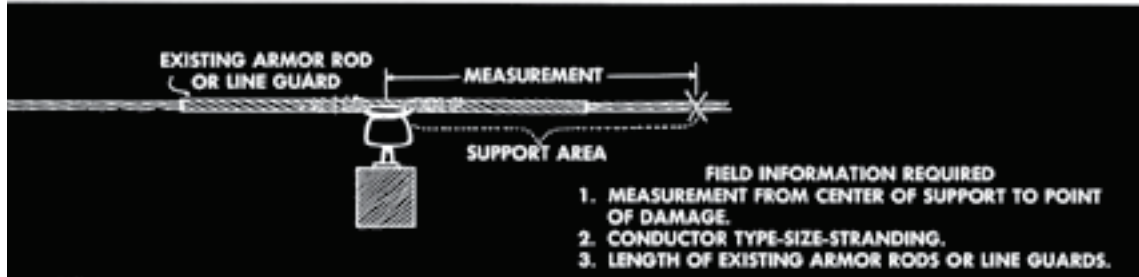 EXISTING ARMOR ROD
OR LINE GUARD
MEASUREMENT
SUPPORT AREA
FIELD INFORMATION REQUIRED
1. MEASUREMENT FROM CENTER OF SUPPORT TO POINT
OF DAMAGE.
2. CONDUCTOR TYPE-SIZE-STRANDING.
3. LENGTH OF EXISTING ARMOR RODS OR LINE GUARDS.